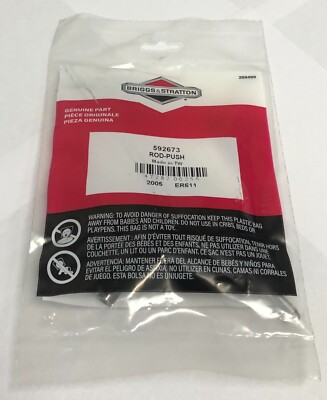 BRIGGS & STRATTON
GENUINE PART
PIÈCE ORIGINALE
PIEZA GENUINA
592673
ROD-PUSH
Made in TW
2005 ER611
WARNING: TO AVOID DANGER OF SUFFOCATION KEEP THIS PLASTIC BAG
AWAY FROM BABIES AND CHILDREN. DO NOT USE IN CRIBS, BEDS OR
PLAYPENS. THIS BAG IS NOT A TOY.
AVERTISSEMENT: AFIN D'ÉVITER TOUT RISQUE DE SUFFOCATION, TENIR HORS
DE LA PORTÉE DES BÉBÉS ET DES ENFANTS, NE PAS UTILISER DANS UNE
COUCHETTE, UN LIT OU UN PARC D'ENFANT. CE SAC N'EST PAS UN JOUET.
ADVERTENCIA: MANTENER FUERA DEL ALCANCE DE BEBÉS Y NIÑOS PARA
EVITAR EL PELIGRO DE ASFIXIA, NO UTILIZAR EN CUNAS, CAMAS NI CORRALES
DE JUEGO. ESTA BOLSA NO ES UN JUGUETE.